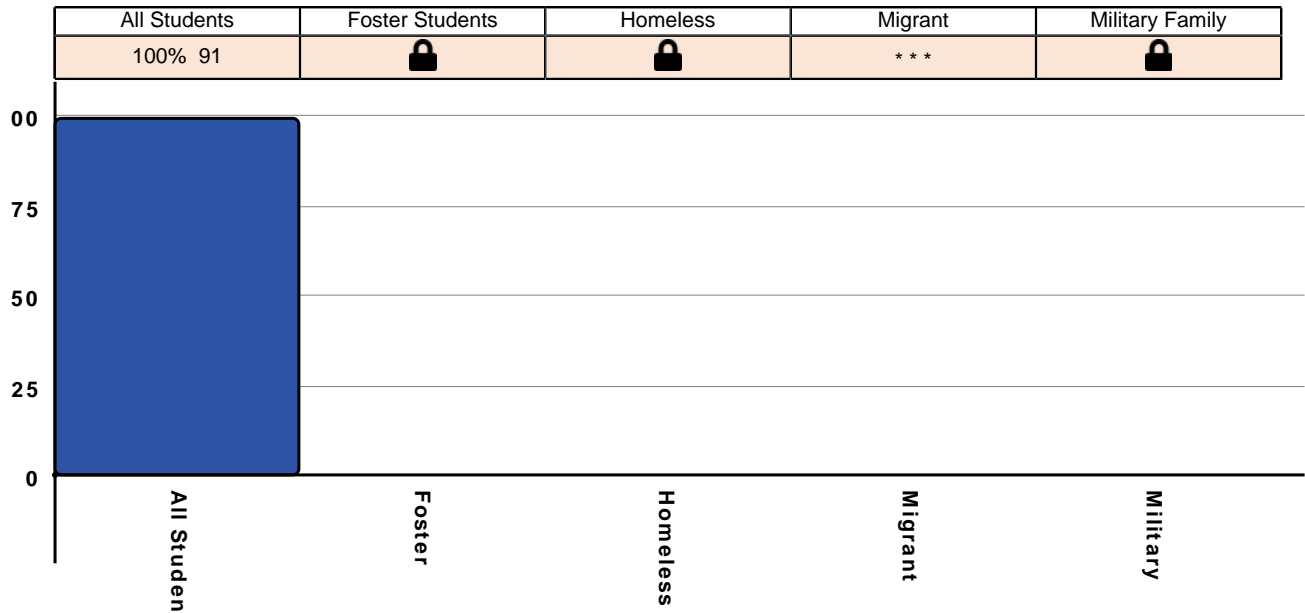 All Students Foster Students Homeless Migrant Military Family
100% 91 * * *
00
75
50
25
0
All Studen
Foster
Homeless
Migrant
Military